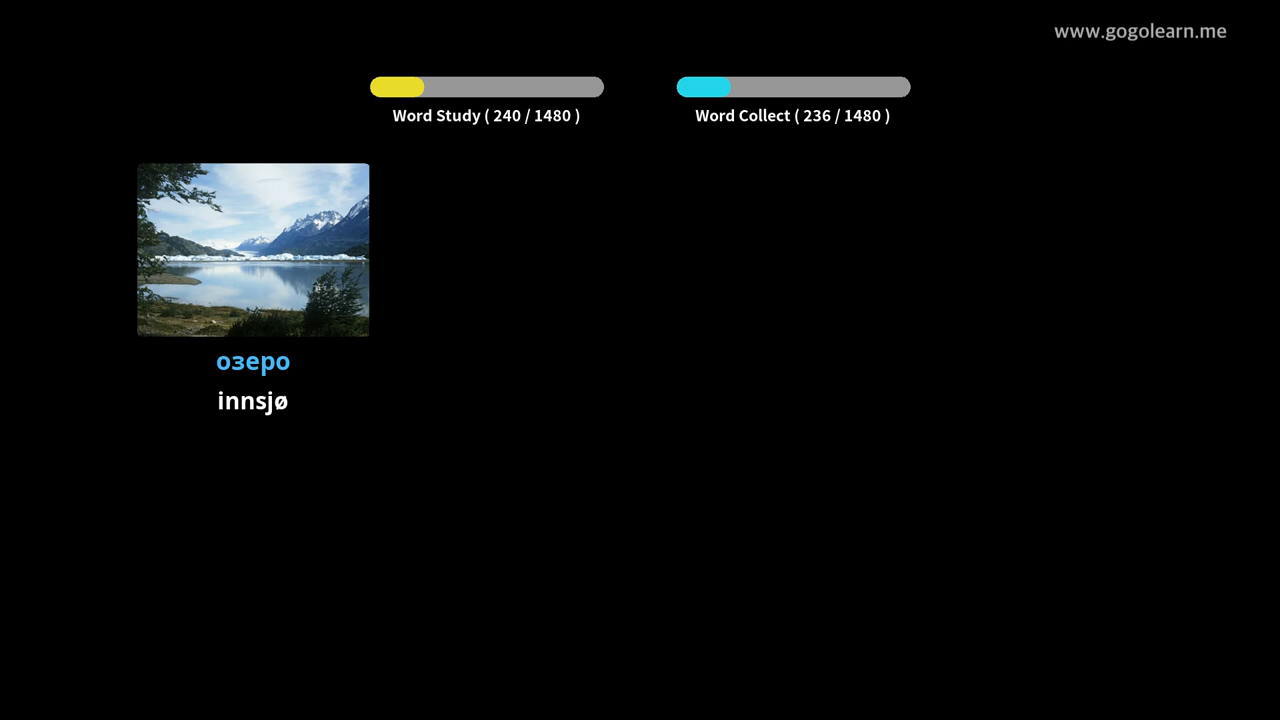 www.gogolearn.me
Word Study ( 240 / 1480 )
Word Collect ( 236 / 1480 )
озеро
innsjø